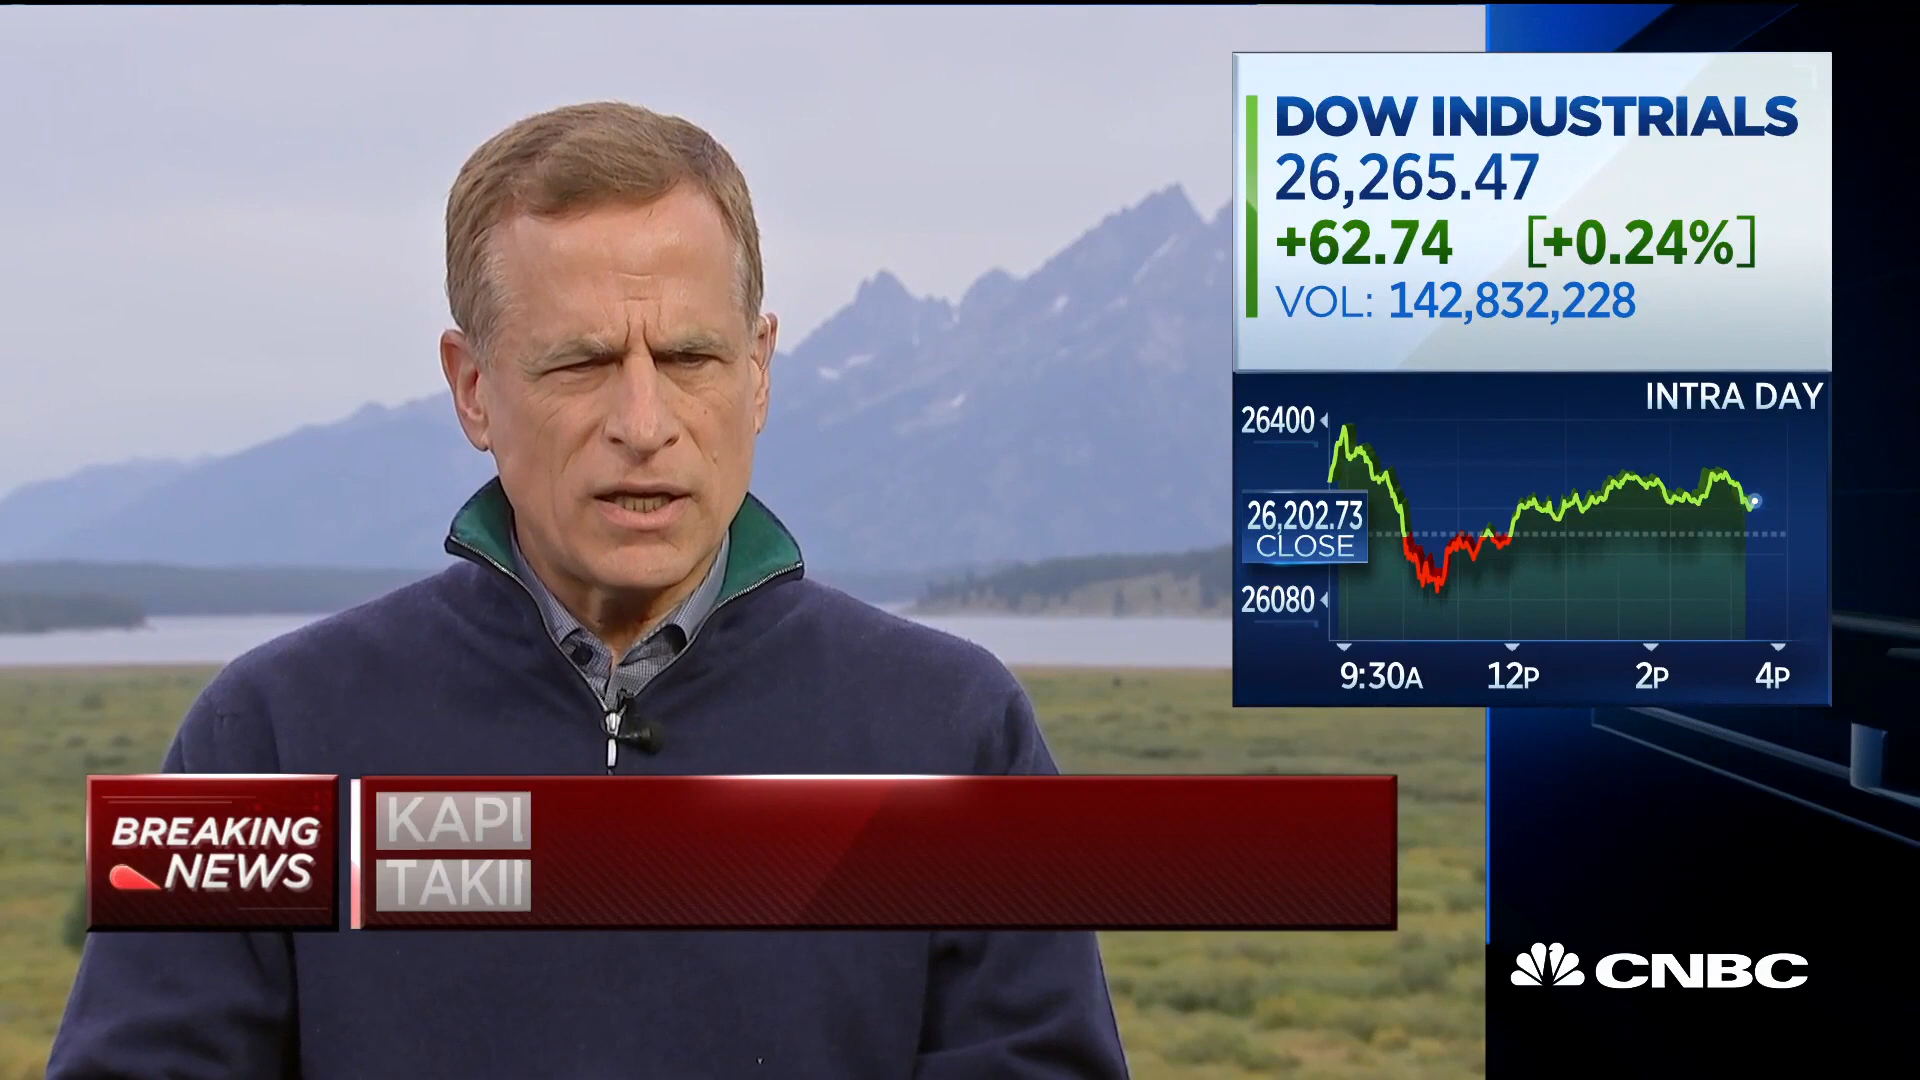 DOW INDUSTRIALS
26,265.47
+62.74 [+0.24%]
VOL: 142,832,228
INTRA DAY
26400
26,202.73
CLOSE
26080
9:30A 12P 2P 4P
BREAKING
NEWS
KAPI
TAKI
CNBC